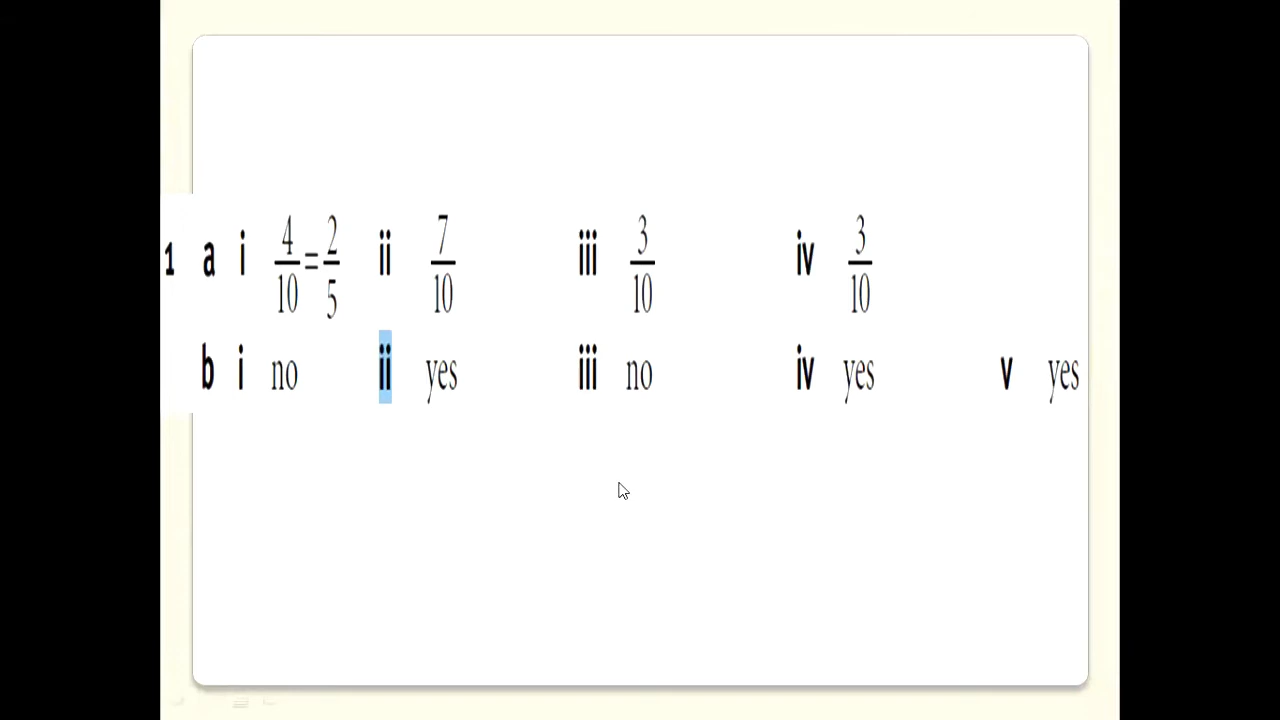 1 a i 4/10 = 2/5 ii 7/10 iii 3/10 iv 3/10
b i no ii yes iii no iv yes v yes